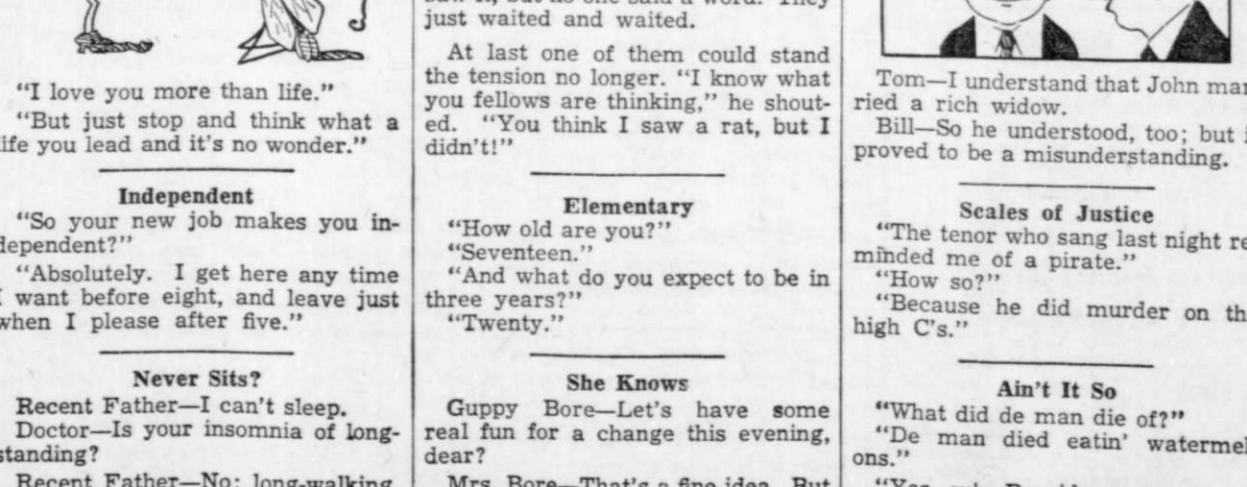 "I love you more than life."
"But just stop and think what a
life you lead and it's no wonder."
Independent
"So your new job makes you in-
dependent?"
"Absolutely. I get here any time
I want before eight, and leave just
when I please after five."
Never Sits?
Recent Father—I can't sleep.
Doctor—Is your insomnia of long-
standing?
Recent Father—No; long-walking.
saw it, but no one said a word. They
just waited and waited.
At last one of them could stand
the tension no longer. "I know what
you fellows are thinking," he shout-
ed. "You think I saw a rat, but I
didn't!"
Elementary
"How old are you?"
"Seventeen."
"And what do you expect to be in
three years?"
"Twenty."
She Knows
Guppy Bore—Let's have some
real fun for a change this evening,
dear?
Mrs. Bore—That's a fine idea. But
Tom—I understand that John mar
ried a rich widow.
Bill—So he understood, too; but i
proved to be a misunderstanding.
Scales of Justice
"The tenor who sang last night re
minded me of a pirate."
"How so?"
"Because he did murder on th
high C's."
Ain't It So
"What did de man die of?"
"De man died eatin' watermel
ons."